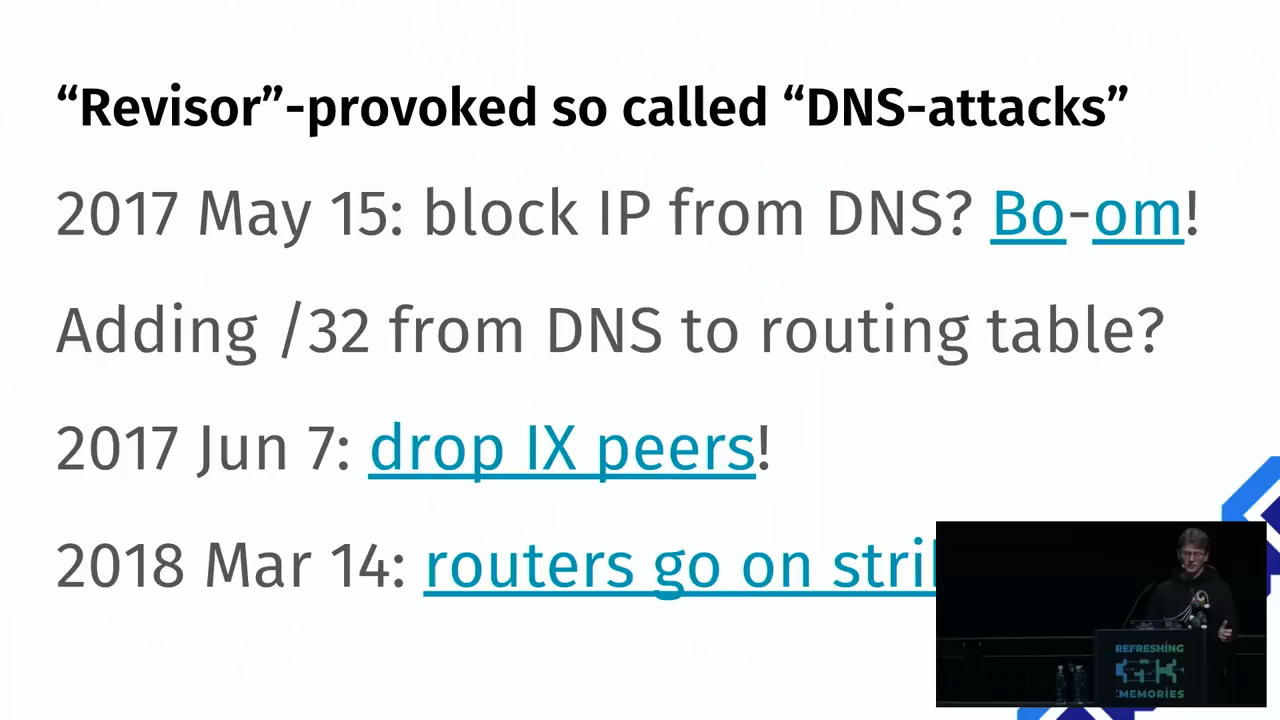 “Revisor”-provoked so called “DNS-attacks”
2017 May 15: block IP from DNS? Bo-om!
Adding /32 from DNS to routing table?
2017 Jun 7: drop IX peers!
2018 Mar 14: routers go on stri
REFRESHING
MEMORIES